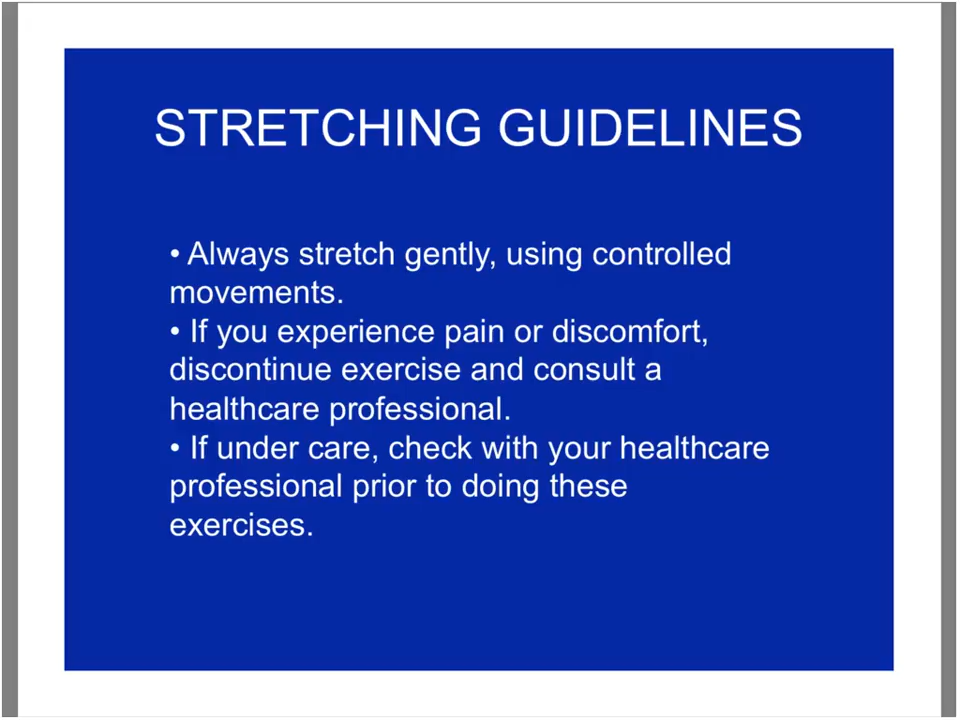 STRETCHING GUIDELINES
• Always stretch gently, using controlled
movements.
• If you experience pain or discomfort,
discontinue exercise and consult a
healthcare professional.
• If under care, check with your healthcare
professional prior to doing these
exercises.